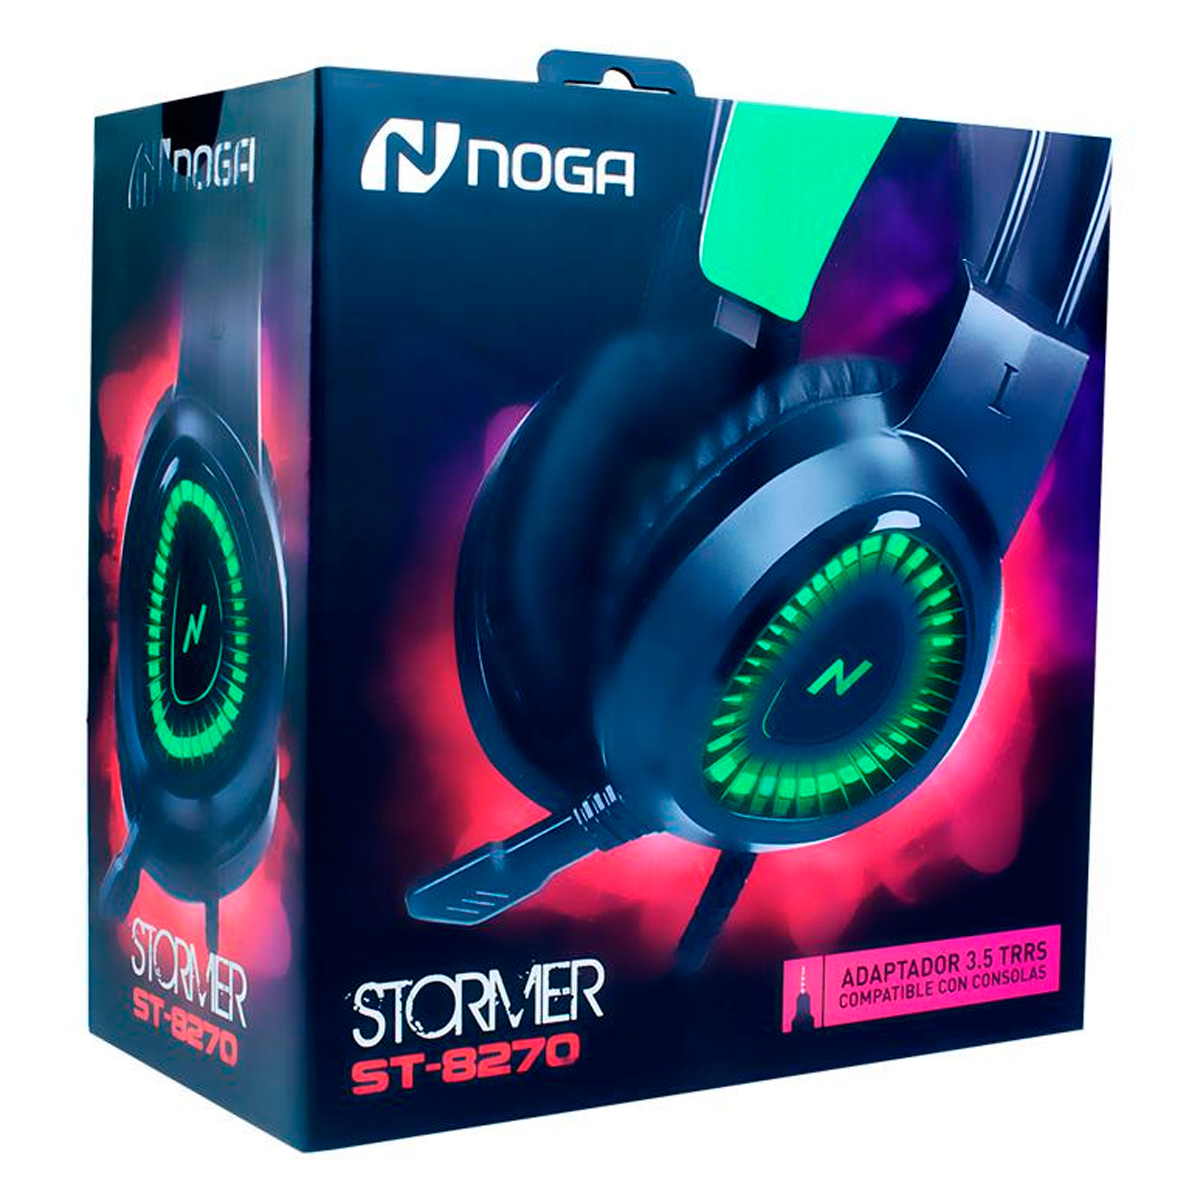 NOGA
STORMER
ST-8270
NOGA
STORMER
ST-8270
ADAPTADOR 3.5 TRRS
COMPATIBLE CON CONSOLAS